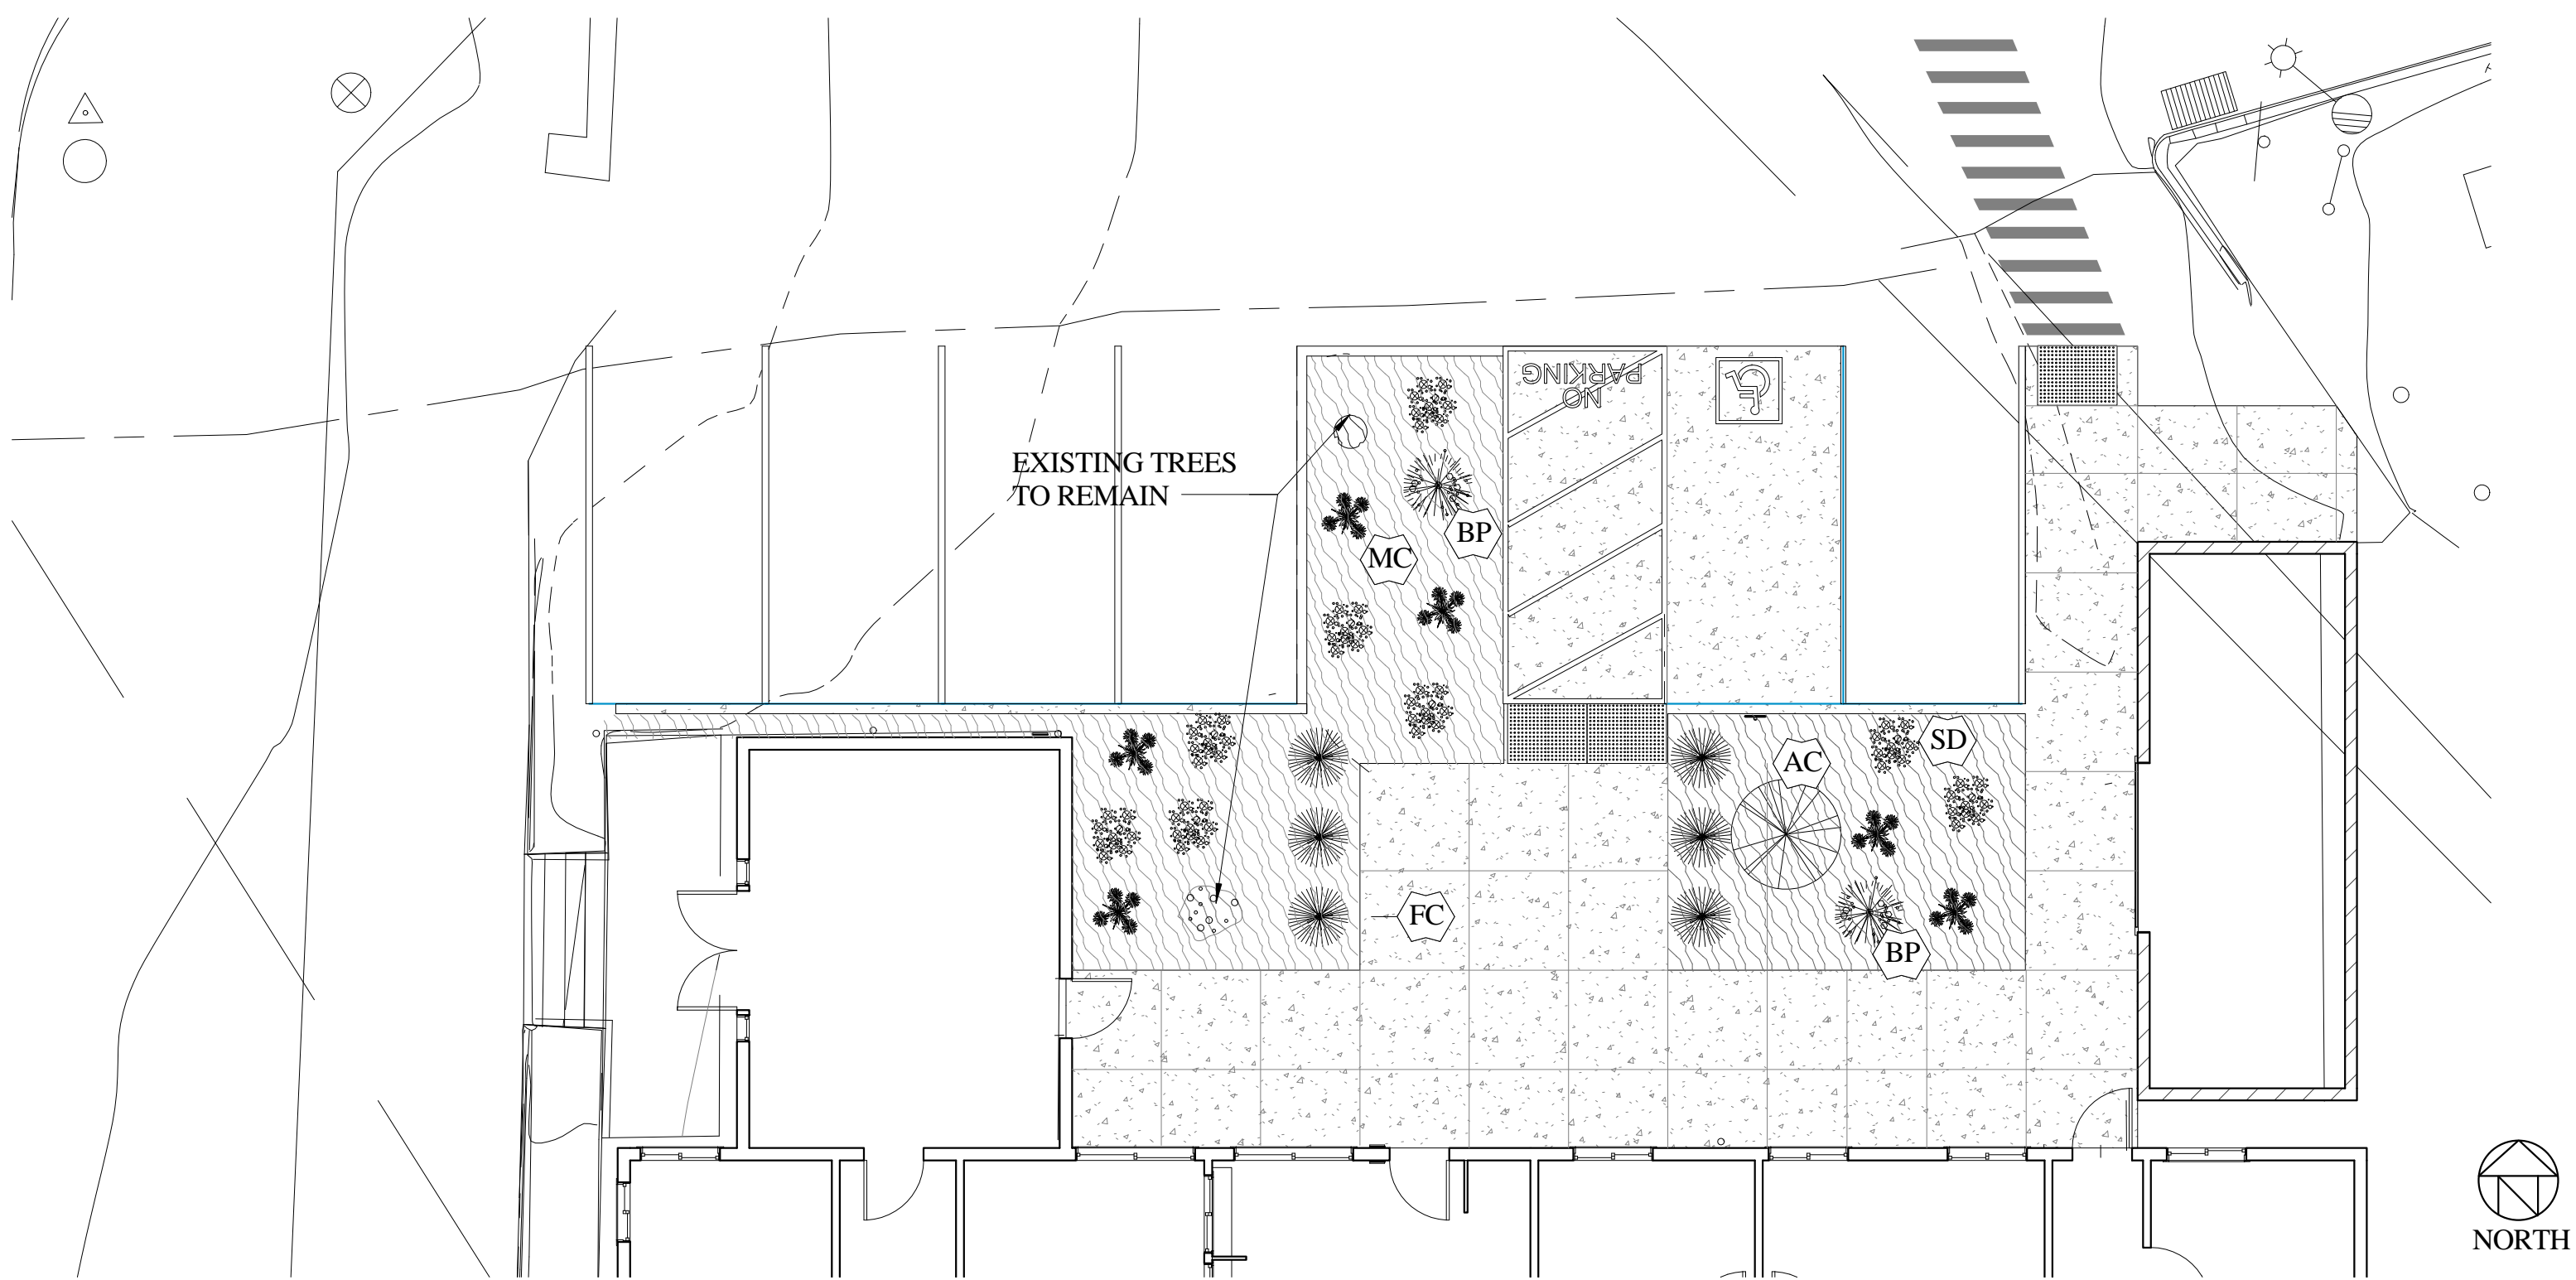 NO
PARKING
EXISTING TREES
TO REMAIN
BP
MC
SD
AC
FC
BP
NORTH